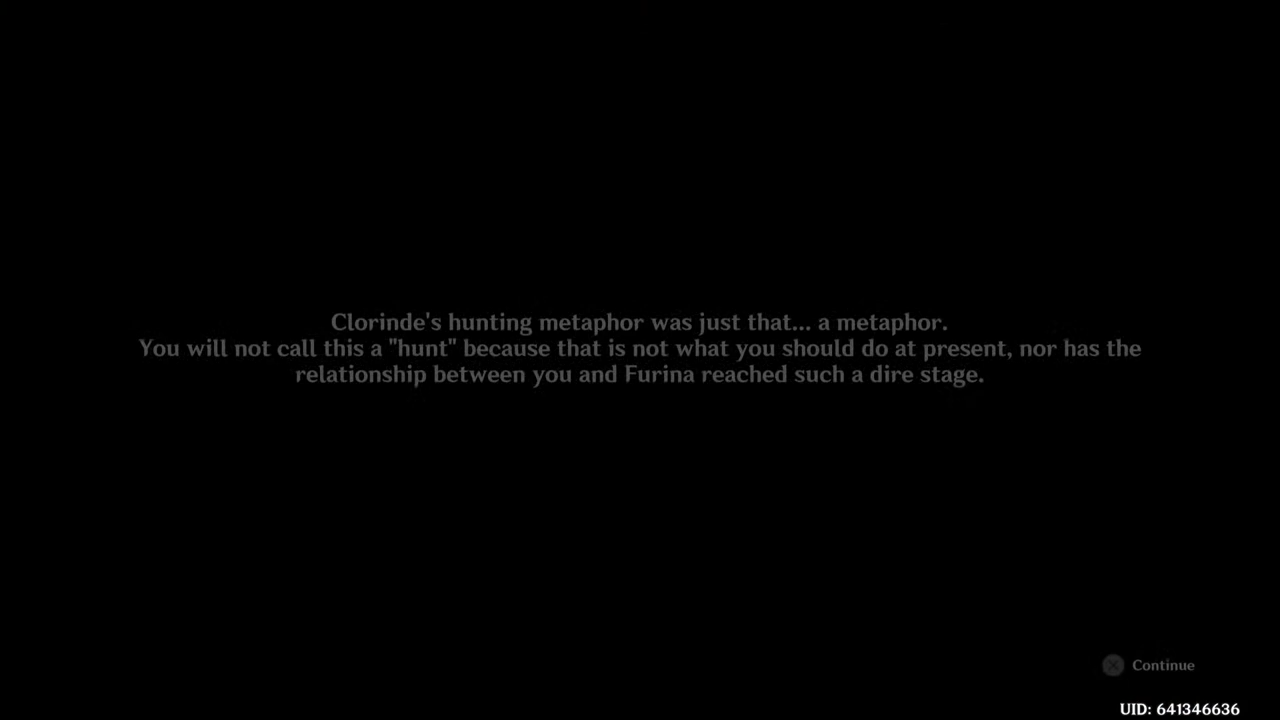 Clorinde's hunting metaphor was just that... a metaphor.
You will not call this a "hunt" because that is not what you should do at present, nor has the
relationship between you and Furina reached such a dire stage.
Continue
UID: 641346636